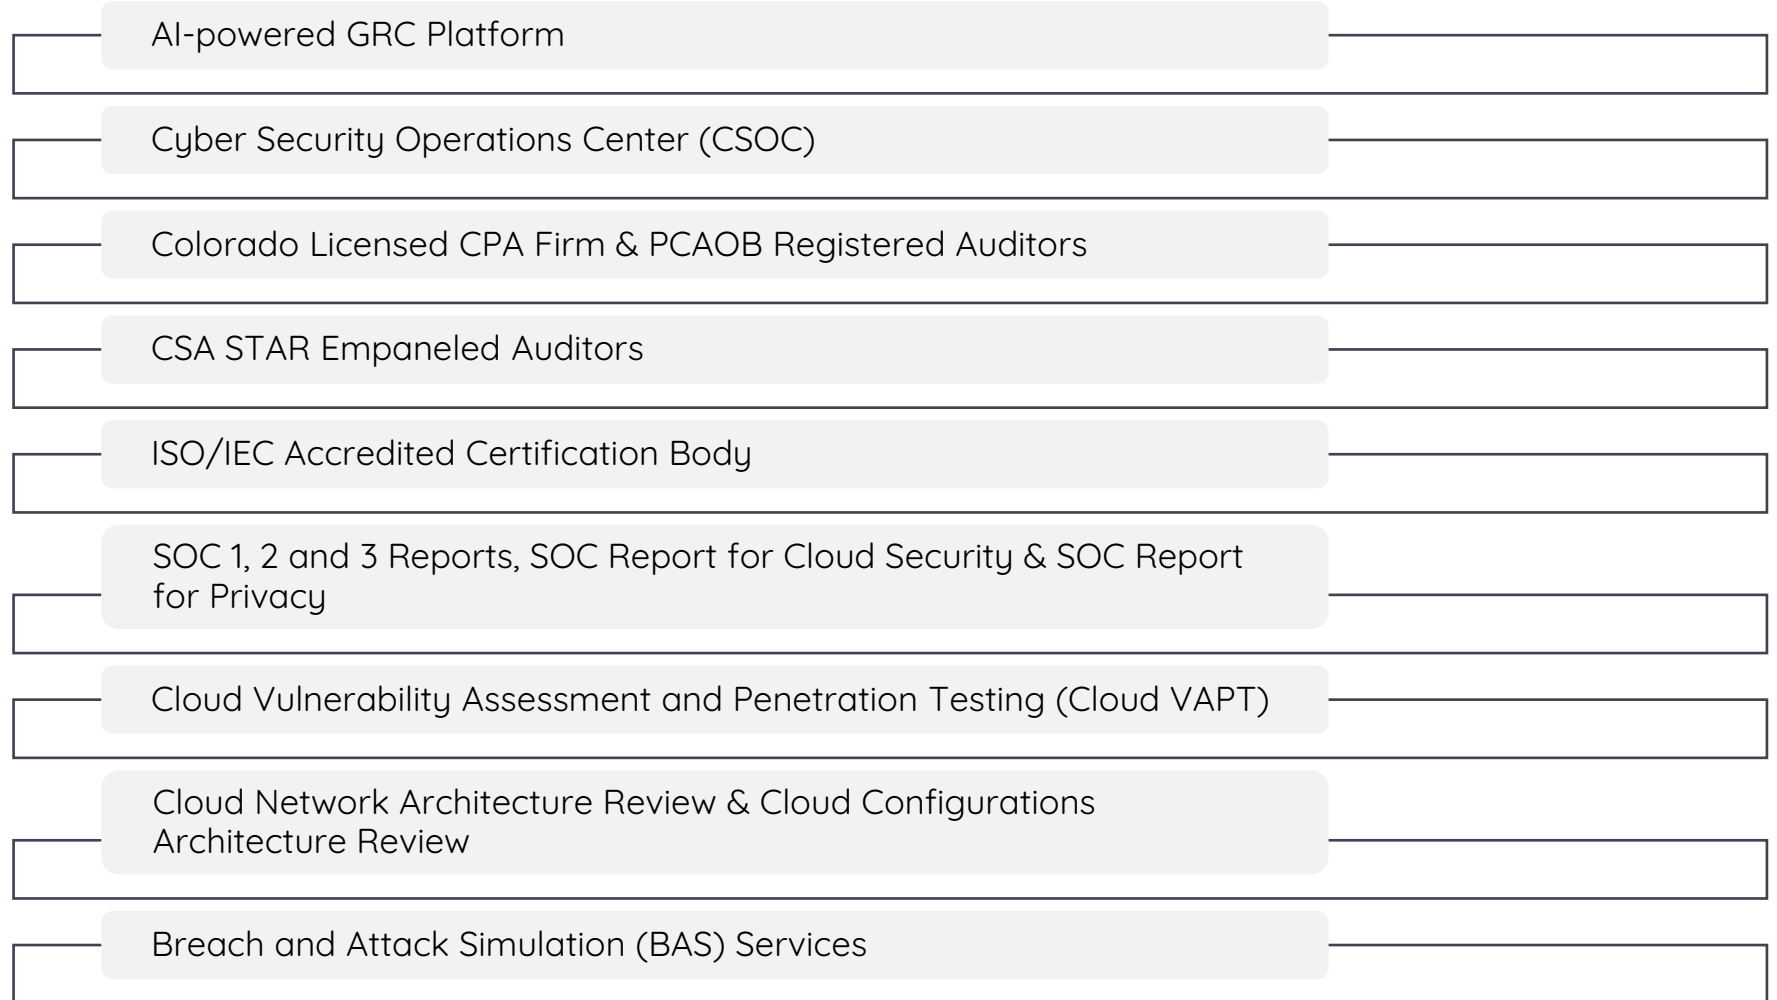 AI-powered GRC Platform
Cyber Security Operations Center (CSOC)
Colorado Licensed CPA Firm & PCAOB Registered Auditors
CSA STAR Empaneled Auditors
ISO/IEC Accredited Certification Body
SOC 1, 2 and 3 Reports, SOC Report for Cloud Security & SOC Report
for Privacy
Cloud Vulnerability Assessment and Penetration Testing (Cloud VAPT)
Cloud Network Architecture Review & Cloud Configurations
Architecture Review
Breach and Attack Simulation (BAS) Services